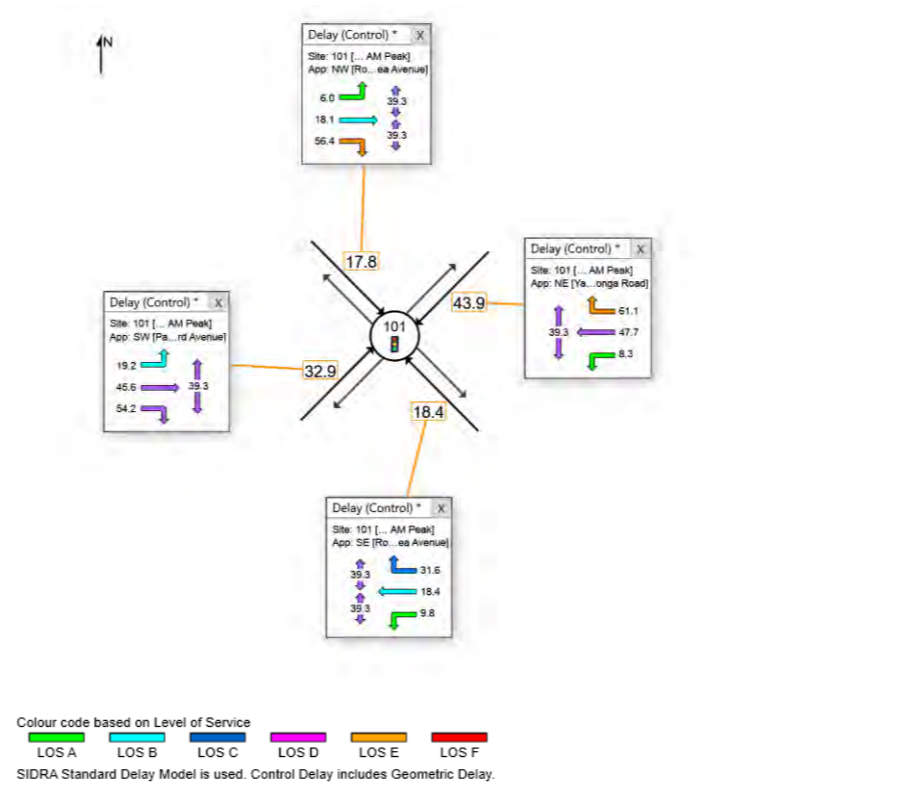 N
Delay (Control) * X
Site: 101 [... AM Peak]
App: NW [Ro...ea Avenue]
6.0
39.3
18.1
39.3
56.4
17.8
Delay (Control) * X
Site: 101 [... AM Peak]
App: NE [Ya...onga Road]
61.1
39.3
47.7
8.3
43.9
101
Delay (Control) * X
Site: 101 [... AM Peak]
App: SW [Pa...rd Avenue]
19.2
45.6
39.3
54.2
32.9
18.4
Delay (Control) * X
Site: 101 [... AM Peak]
App: SE [Ro...ea Avenue]
39.3
31.6
18.4
39.3
9.8
Colour code based on Level of Service
LOS A LOS B LOS C LOS D LOS E LOS F
SIDRA Standard Delay Model is used. Control Delay includes Geometric Delay.